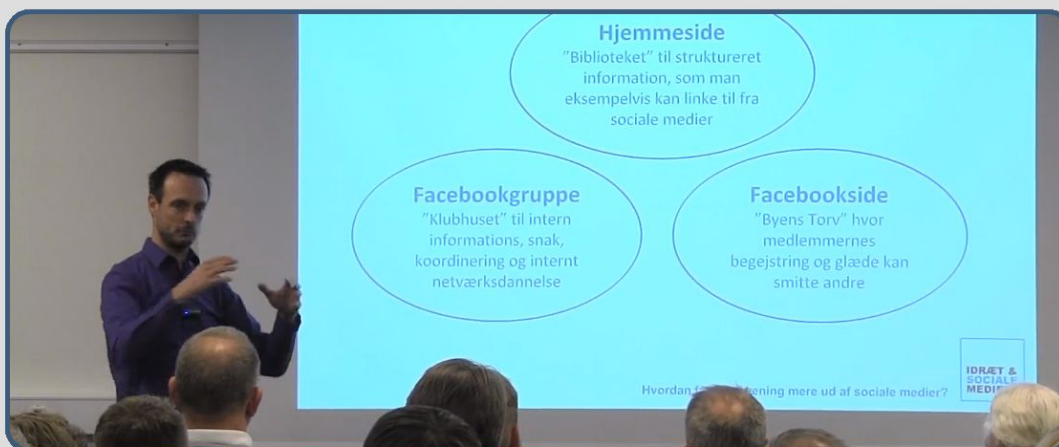 Hjemmeside
"Biblioteket" til struktureret
information, som man
eksempelvis kan linke til fra
sociale medier
Facebookgruppe
"Klubhuset" til intern
informations, snak,
koordinering og internt
netværksdannelse
Facebookside
"Byens Torv" hvor
medlemmernes
begejstring og glæde kan
smitte andre
Hvordan mere ud af sociale medier?
IDRÆT &
SOCIALE
MEDIER